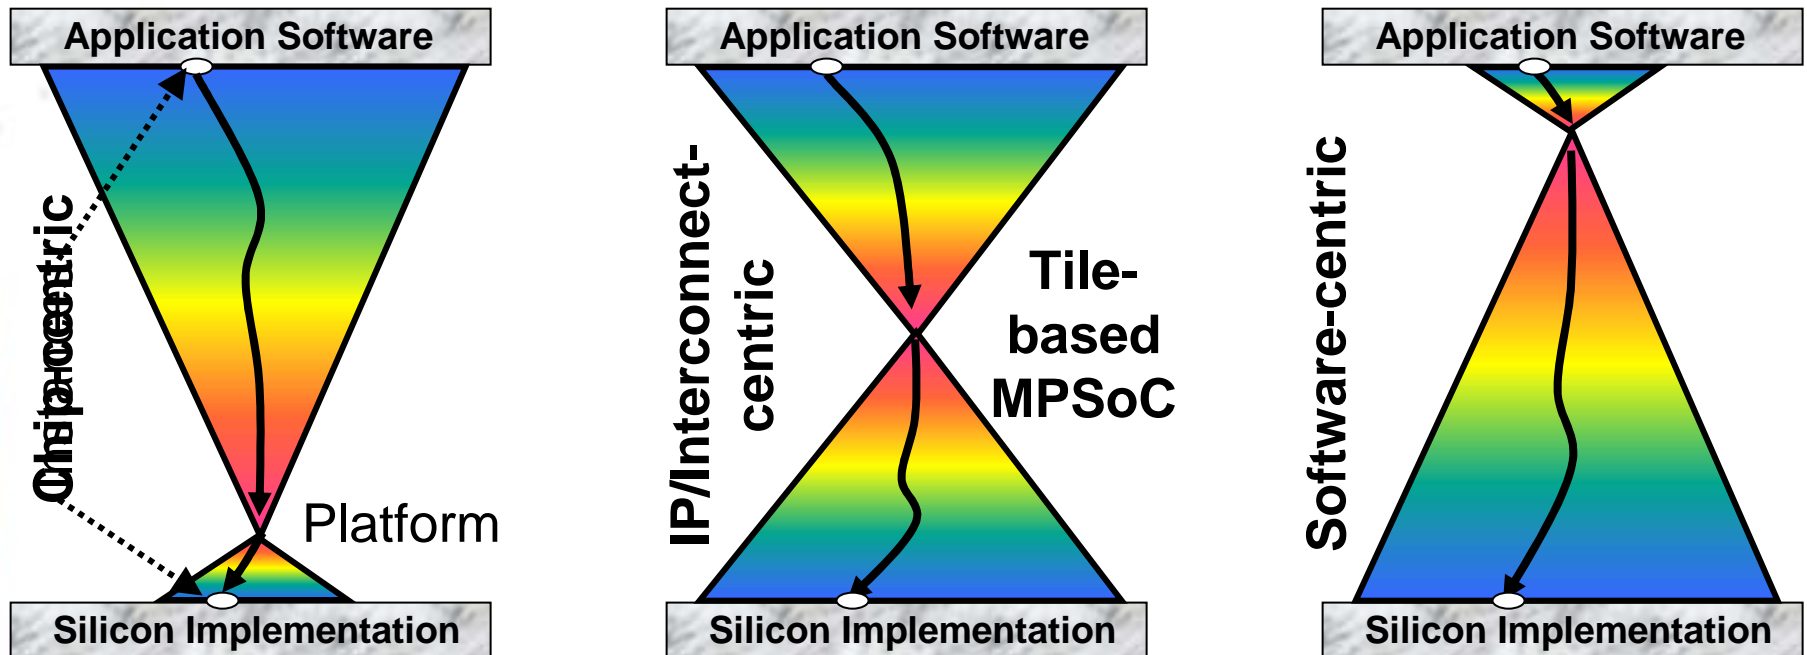 Application Software
Platform
Silicon Implementation
Application Software
IP/Interconnect-
centric
Tile-
based
MPSoC
Silicon Implementation
Application Software
Software-centric
Silicon Implementation